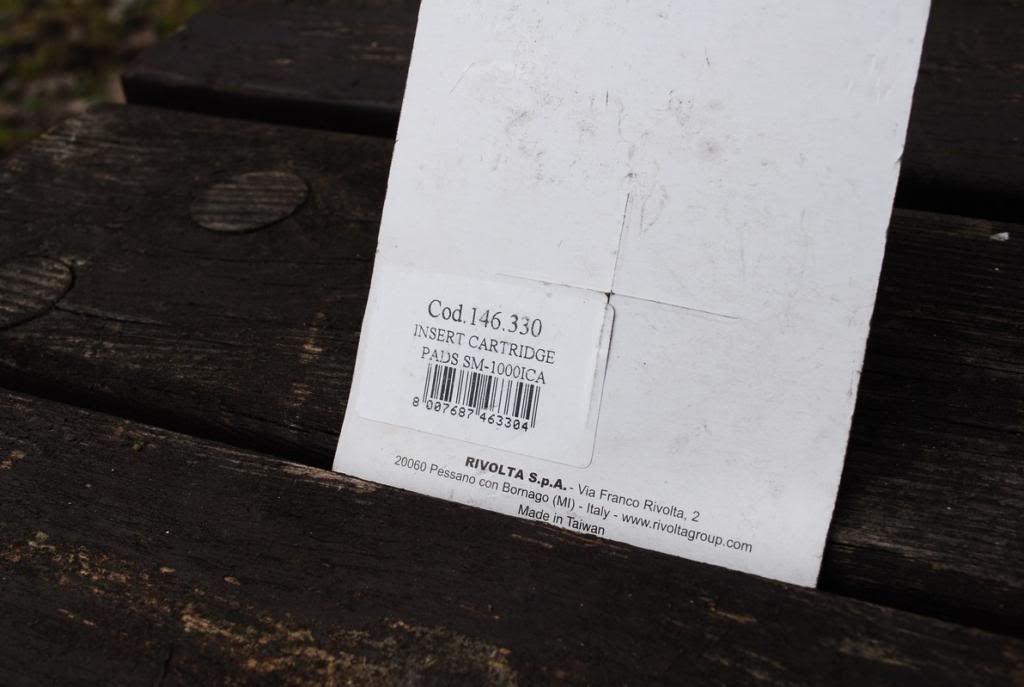 Cod.146.330
INSERT CARTRIDGE
PADS SM-1000ICA
8 007687 463304
RIVOLTA S.p.A. - Via Franco Rivolta, 2
20060 Pessano con Bornago (MI) - Italy - www.rivoltagroup.com
Made in Taiwan